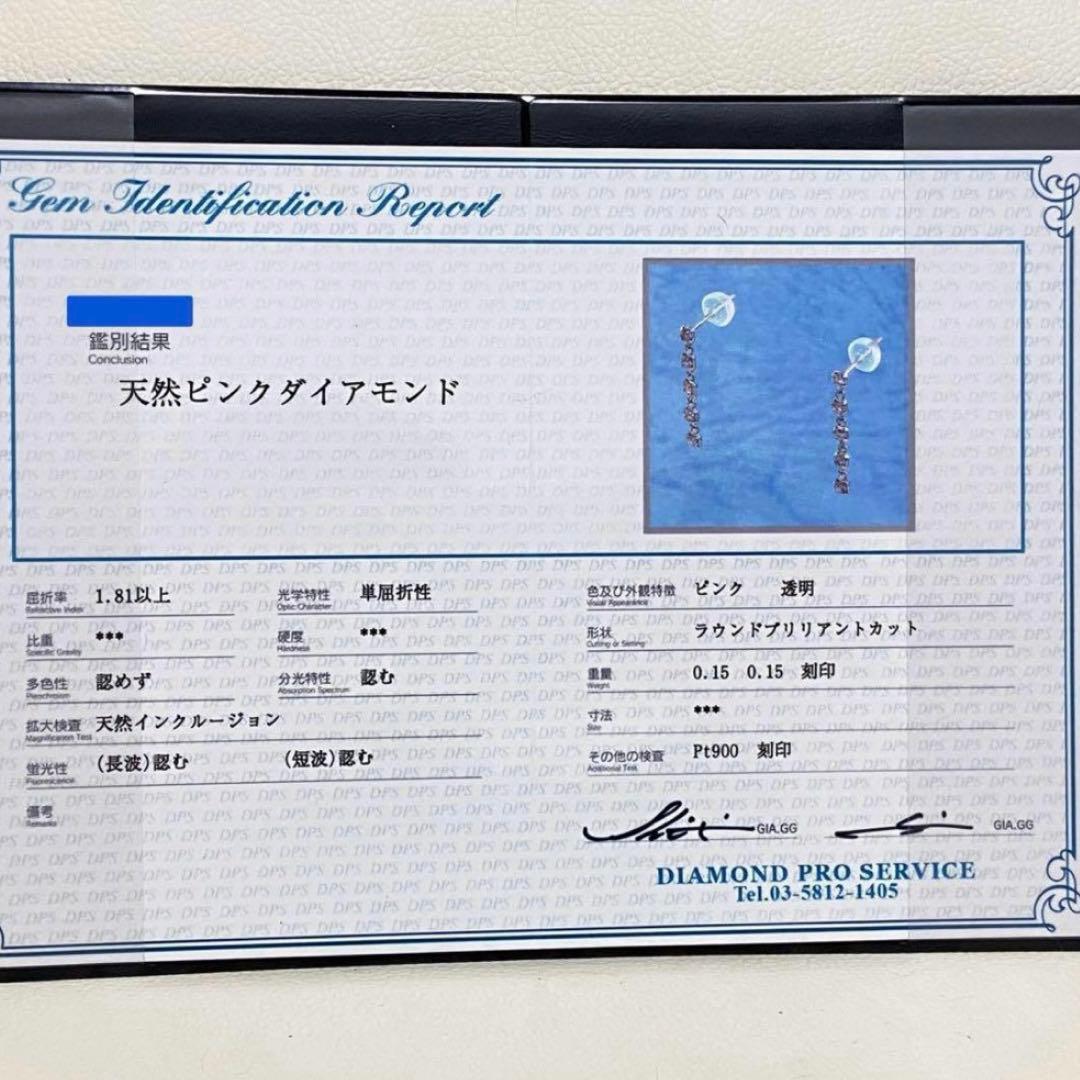 Gem Identification Report
鑑別結果
Conclusion
天然ピンクダイアモンド
屈折率 1.81以上
Refractive Index
光学特性 単屈折性
Optic Character
色及び外観特徴 ピンク 透明
Visual Appearance
比重 ***
Specific Gravity
硬度 ***
Hardness
形状 ラウンドブリリアントカット
Cutting or Setting
多色性 認めず
Pleochroism
分光特性 認む
Absorption Spectrum
重量 0.15 0.15 刻印
Weight
拡大検査 天然インクルージョン
Magnification Test
寸法 ***
Size
蛍光性 (長波)認む (短波)認む
Fluorescence
その他の検査 Pt900 刻印
Additional Test
備考
Remarks
GIA.GG GIA.GG
DIAMOND PRO SERVICE
Tel.03-5812-1405